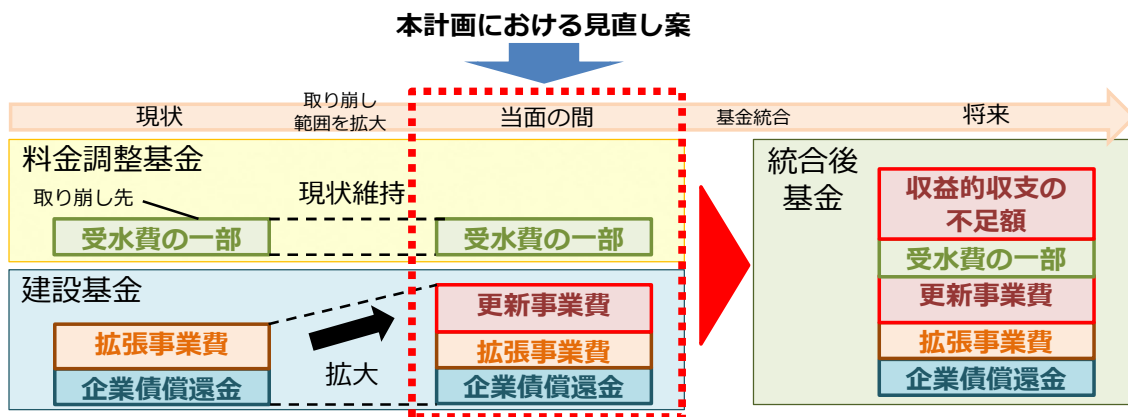 本計画における見直し案
現状
取り崩し
範囲を拡大
当面の間
基金統合
将来
料金調整基金
取り崩し先
現状維持
受水費の一部
受水費の一部
建設基金
拡張事業費
企業債償還金
拡大
更新事業費
拡張事業費
企業債償還金
統合後
基金
収益的収支の
不足額
受水費の一部
更新事業費
拡張事業費
企業債償還金